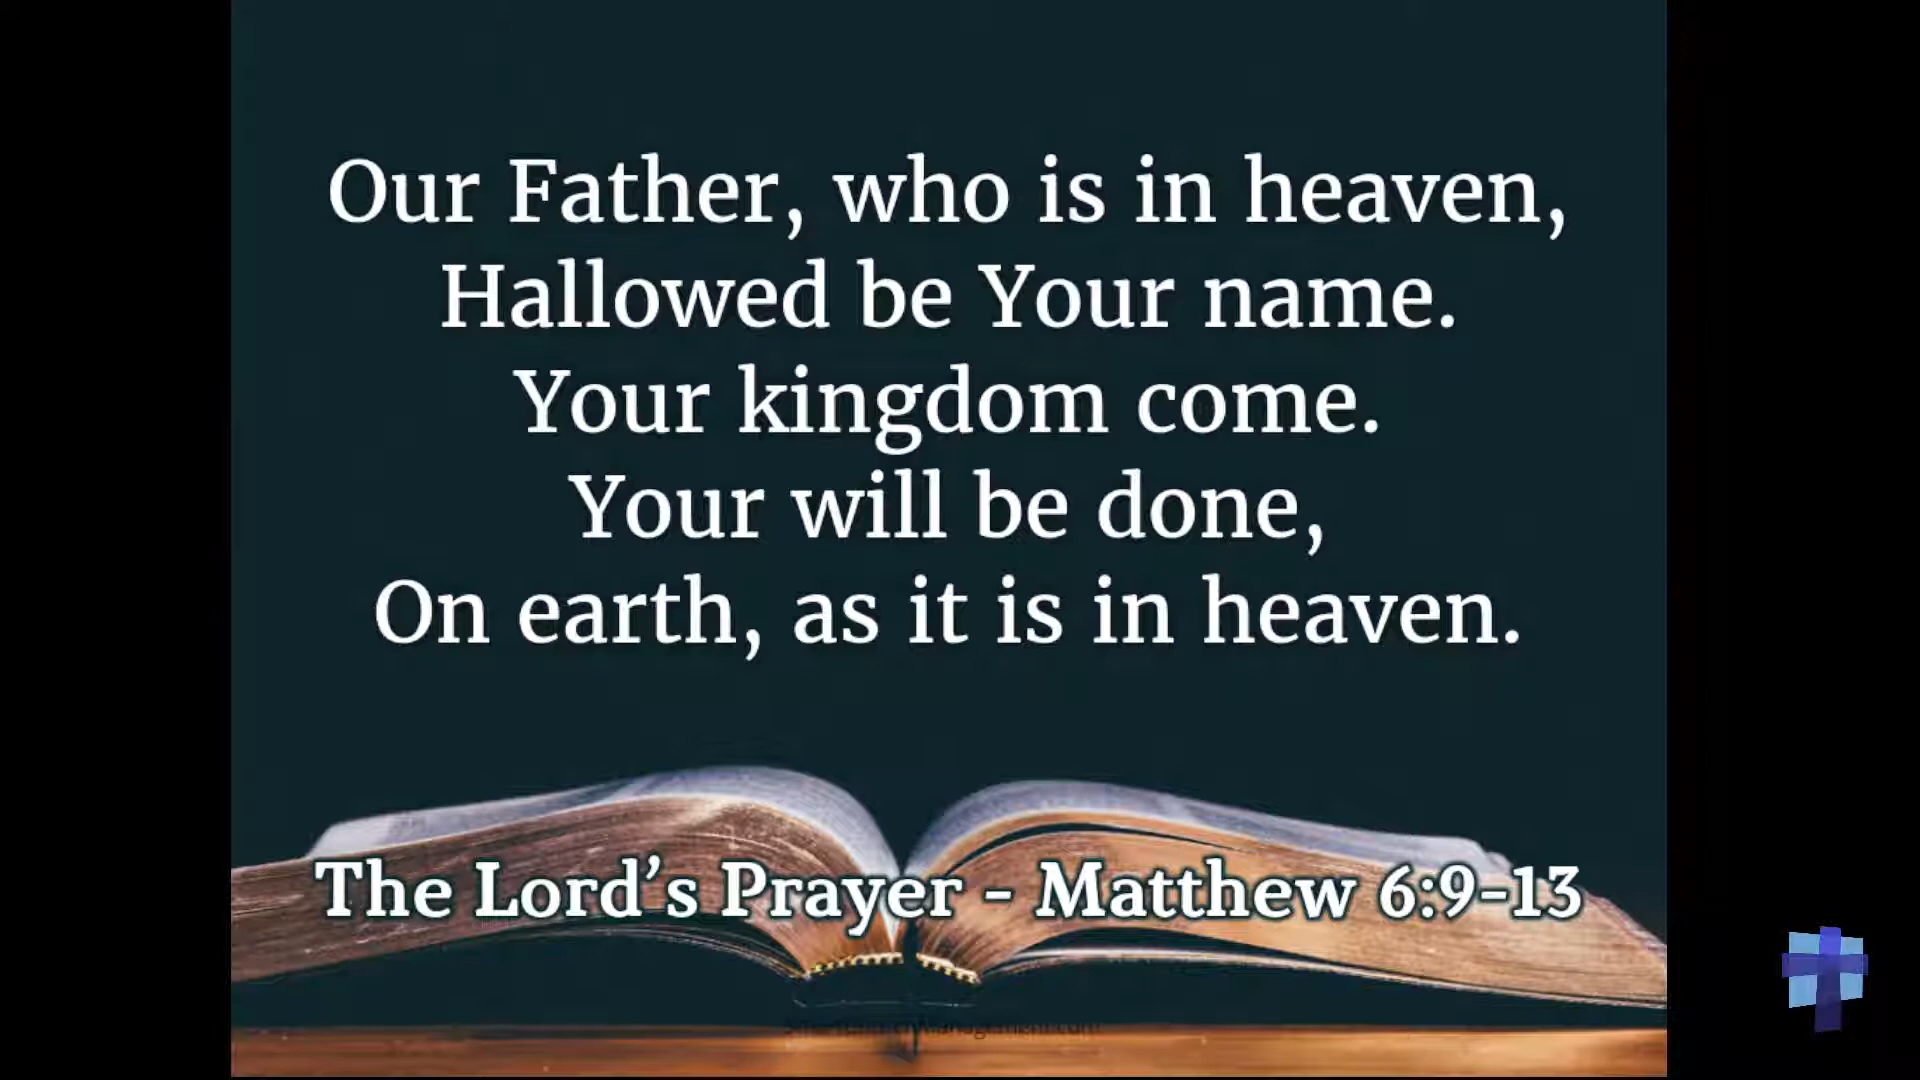 Our Father, who is in heaven,
Hallowed be Your name.
Your kingdom come.
Your will be done,
On earth, as it is in heaven.
The Lord’s Prayer - Matthew 6:9-13